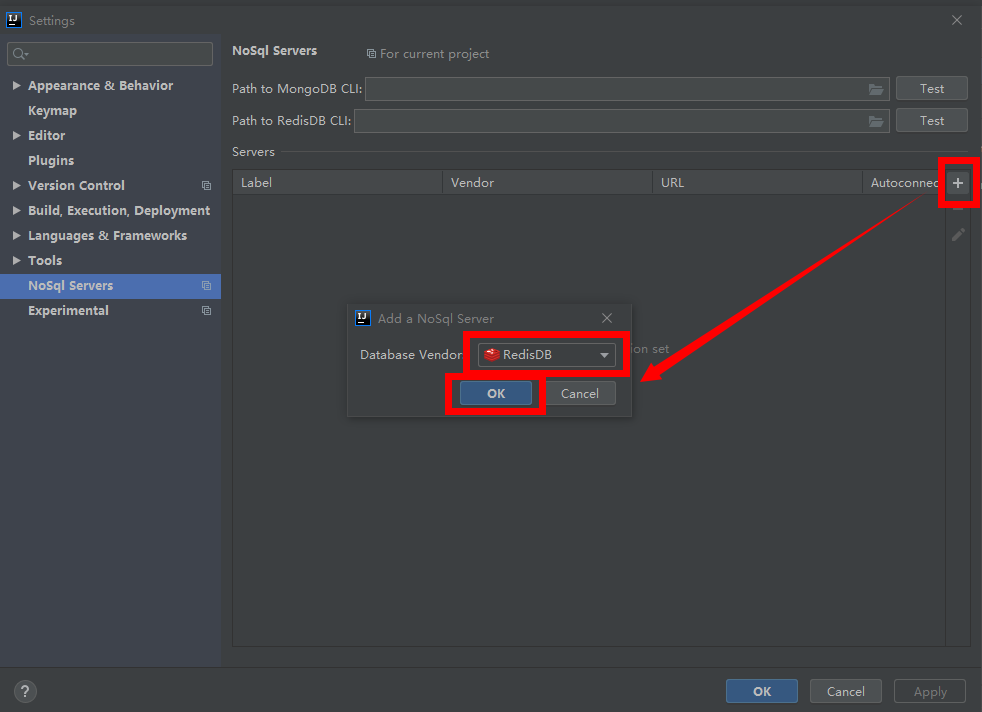 Settings
NoSql Servers
For current project
Path to MongoDB CLI:
Test
Path to RedisDB CLI:
Test
Servers
Label
Vendor
URL
Autoconnec
Appearance & Behavior
Keymap
Editor
Plugins
Version Control
Build, Execution, Deployment
Languages & Frameworks
Tools
NoSql Servers
Experimental
Add a NoSql Server
Database Vendor
RedisDB
ion set
OK
Cancel
?
OK
Cancel
Apply